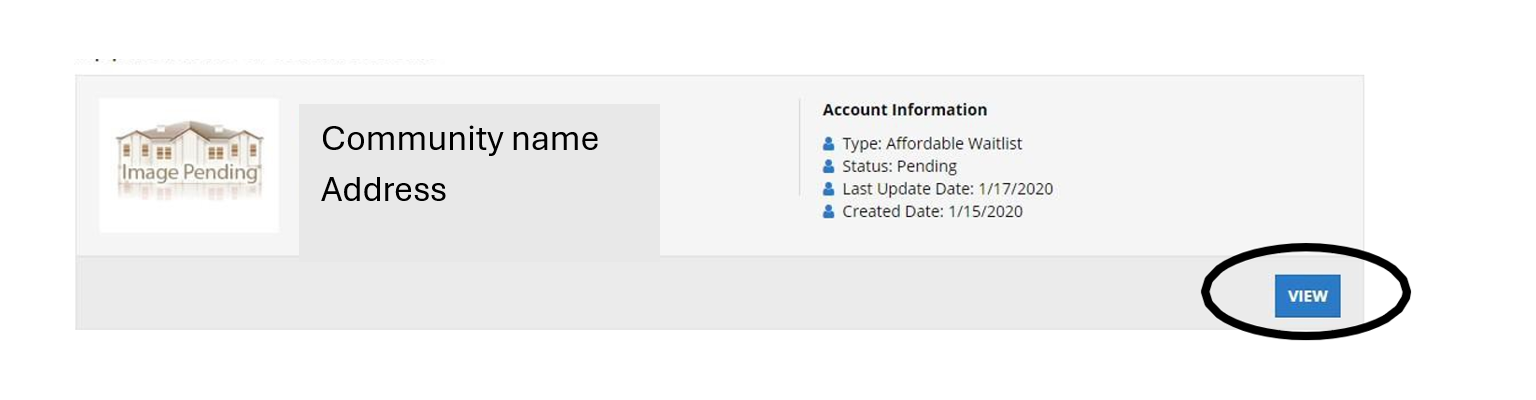 Image Pending
Community name
Address
Account Information
Type: Affordable Waitlist
Status: Pending
Last Update Date: 1/17/2020
Created Date: 1/15/2020
VIEW